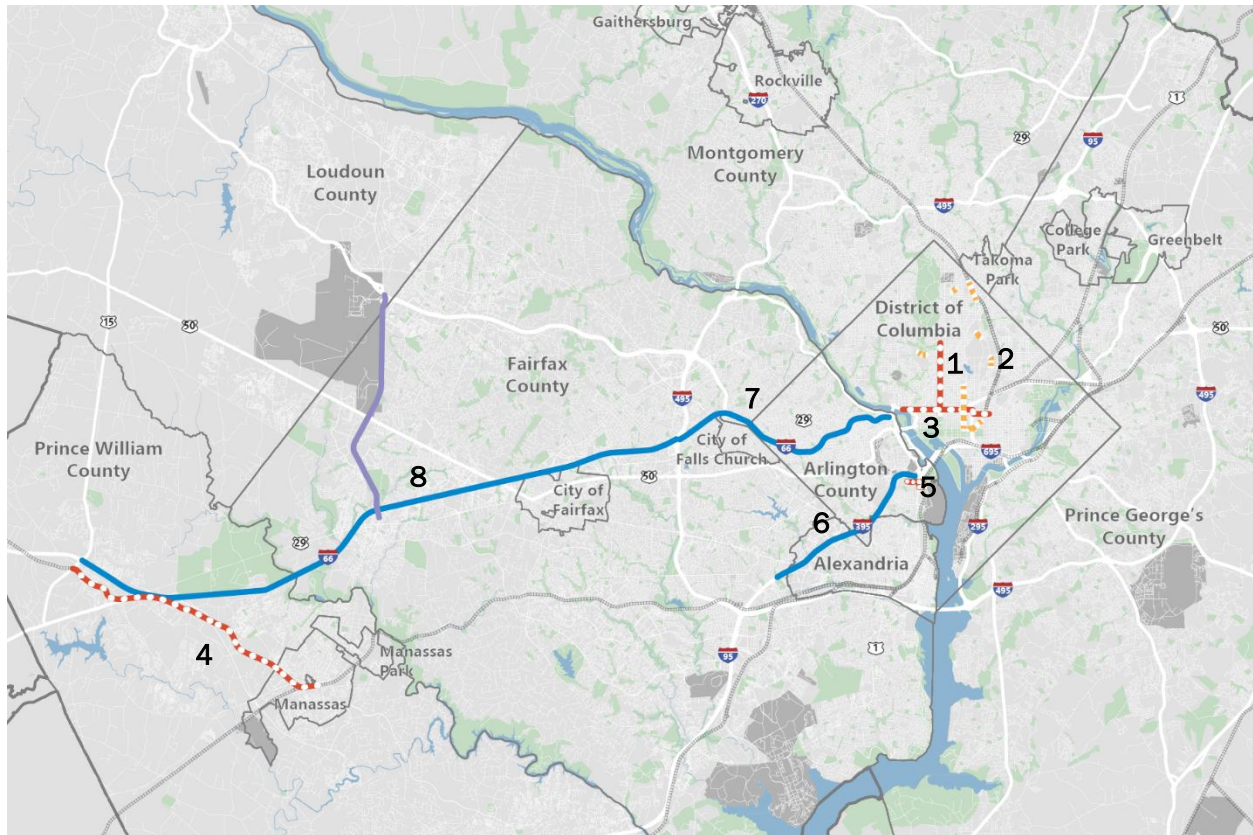 Gaithersburg
Rockville
270
1
29
95
Montgomery
County
Loudoun
County
495
College
Park
Greenbelt
Takoma
Park
District of
Columbia
15
50
50
Fairfax
County
1
2
495
495
7
29
3
City of
Falls Church
66
695
Prince William
County
8
50
Arlington
County
5
City of
Fairfax
6
395
295
Prince George's
County
29
66
Alexandria
495
4
Manassas
Park
1
95
Manassas